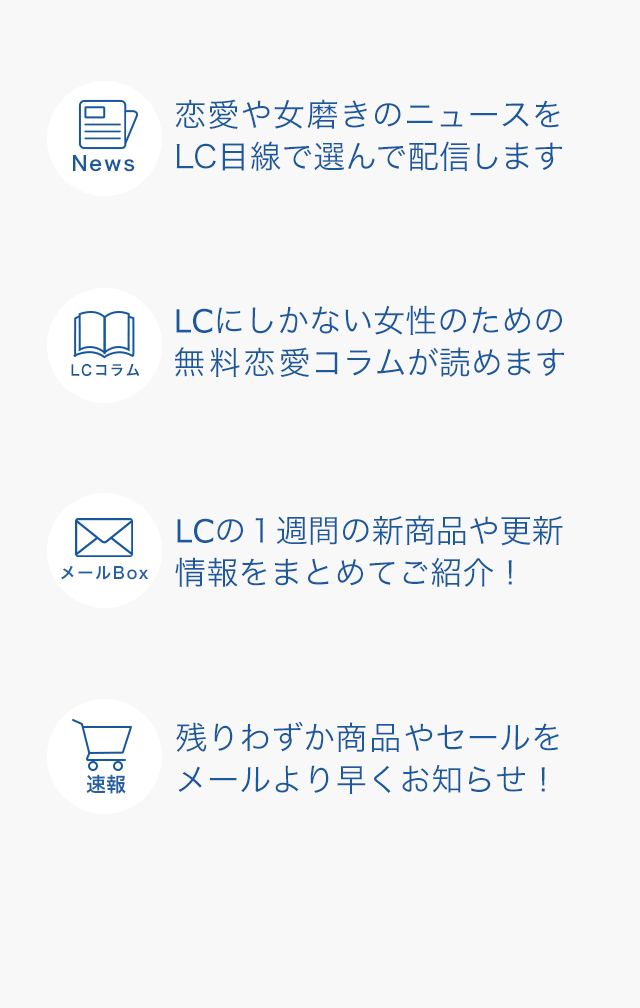 News
恋愛や女磨きのニュースを
LC目線で選んで配信します
LCコラム
LCにしかない女性のための
無料恋愛コラムが読めます
メールBox
LCの１週間の新商品や更新
情報をまとめてご紹介！
速報
残りわずか商品やセールを
メールより早くお知らせ！